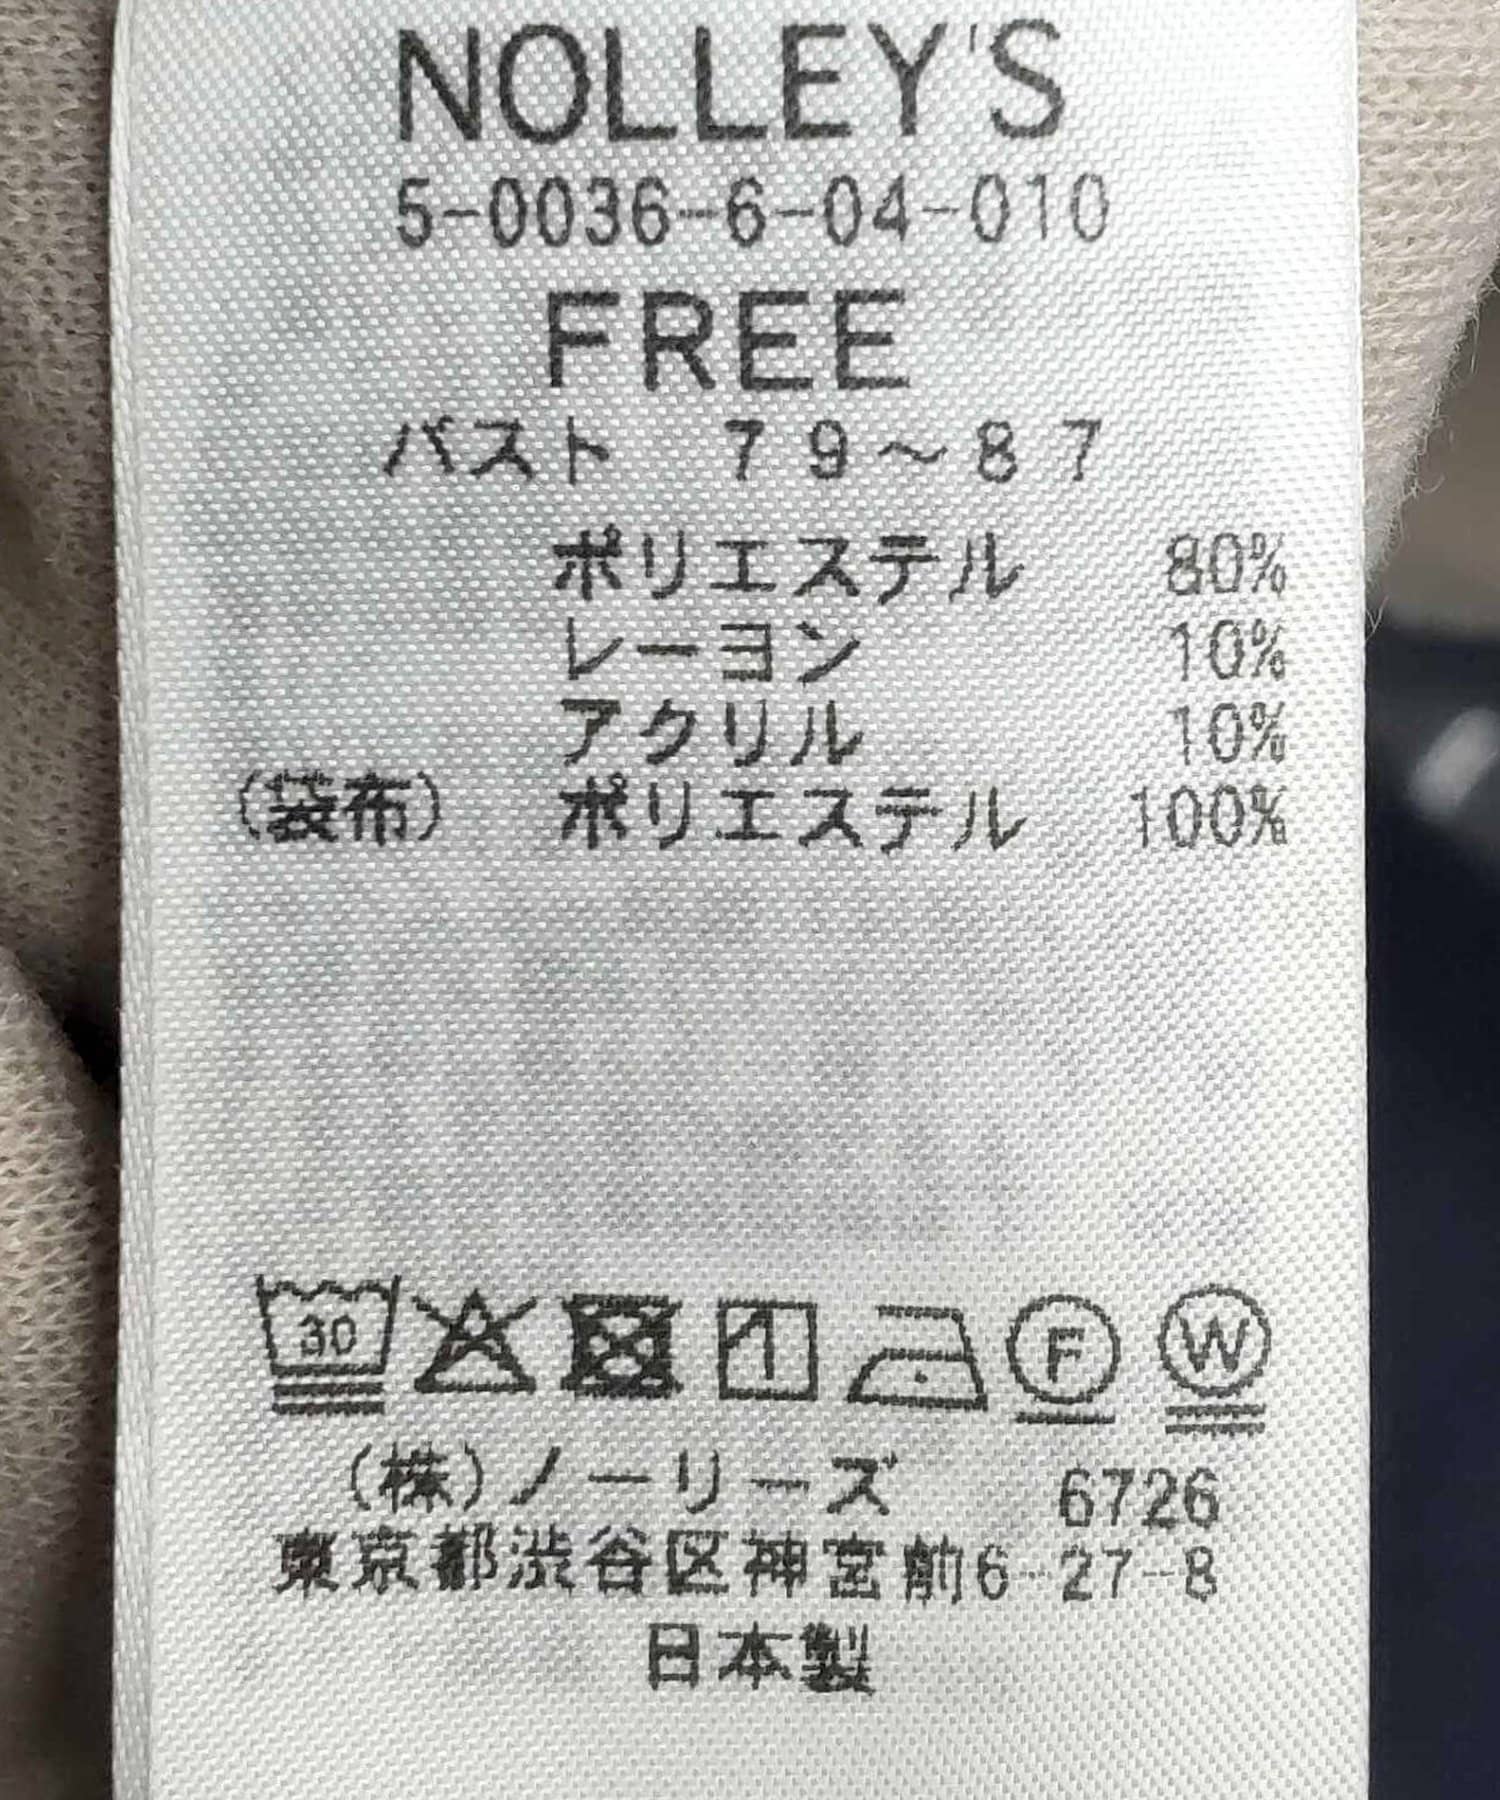 NOLLEY'S
5-0036-6-04-010
FREE
バスト 79～87
ポリエステル 80%
レーヨン 10%
アクリル 10%
(袋布) ポリエステル 100%
30 F W
(株)ノーリーズ 6726
東京都渋谷区神宮前6-27-8
日本製